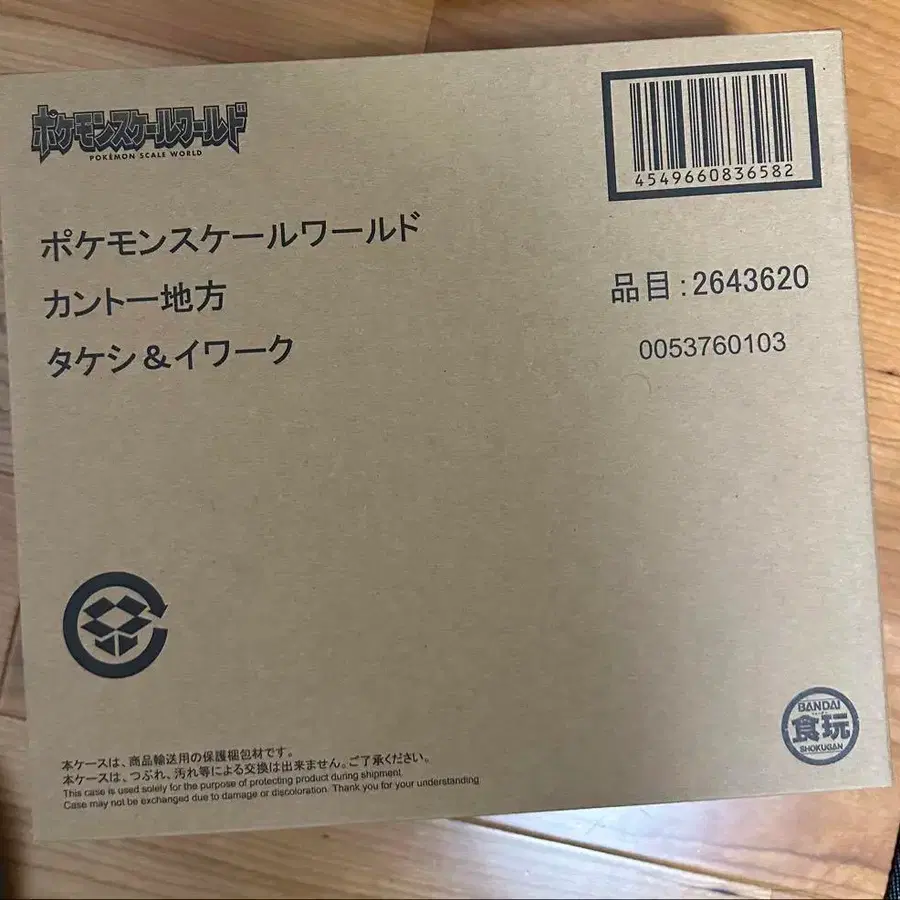 ポケモンスケールワールド
POKÉMON SCALE WORLD
4549660836582
ポケモンスケールワールド
カントー地方
タケシ&イワーク
品目:2643620
0053760103
BANDAI
食玩
SHOKUGAN
本ケースは、商品輸送用の保護梱包材です。
本ケースは、つぶれ、汚れ等による交換は出来ません。ご了承ください。
This case is used solely for the purpose of protecting product during shipment.
Case may not be exchanged due to damage or discoloration. Thank you for your understanding